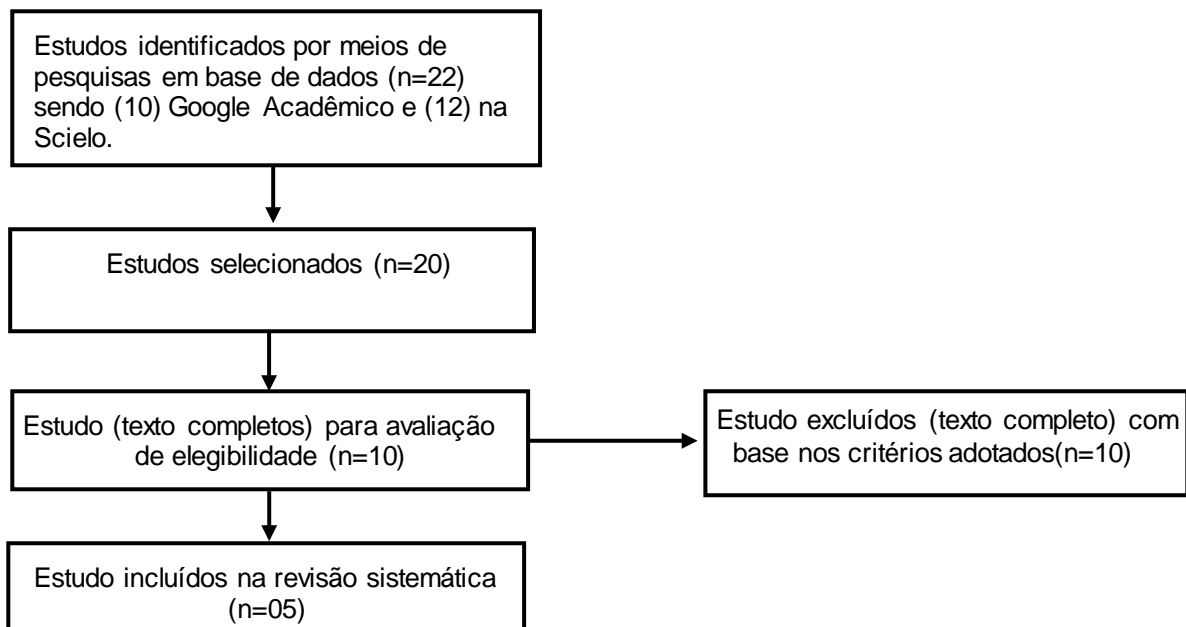 Estudos identificados por meios de
pesquisas em base de dados (n=22)
sendo (10) Google Acadêmico e (12) na
Scielo.
Estudos selecionados (n=20)
Estudo (texto completos) para avaliação
de elegibilidade (n=10)
Estudo excluídos (texto completo) com
base nos critérios adotados(n=10)
Estudo incluídos na revisão sistemática
(n=05)